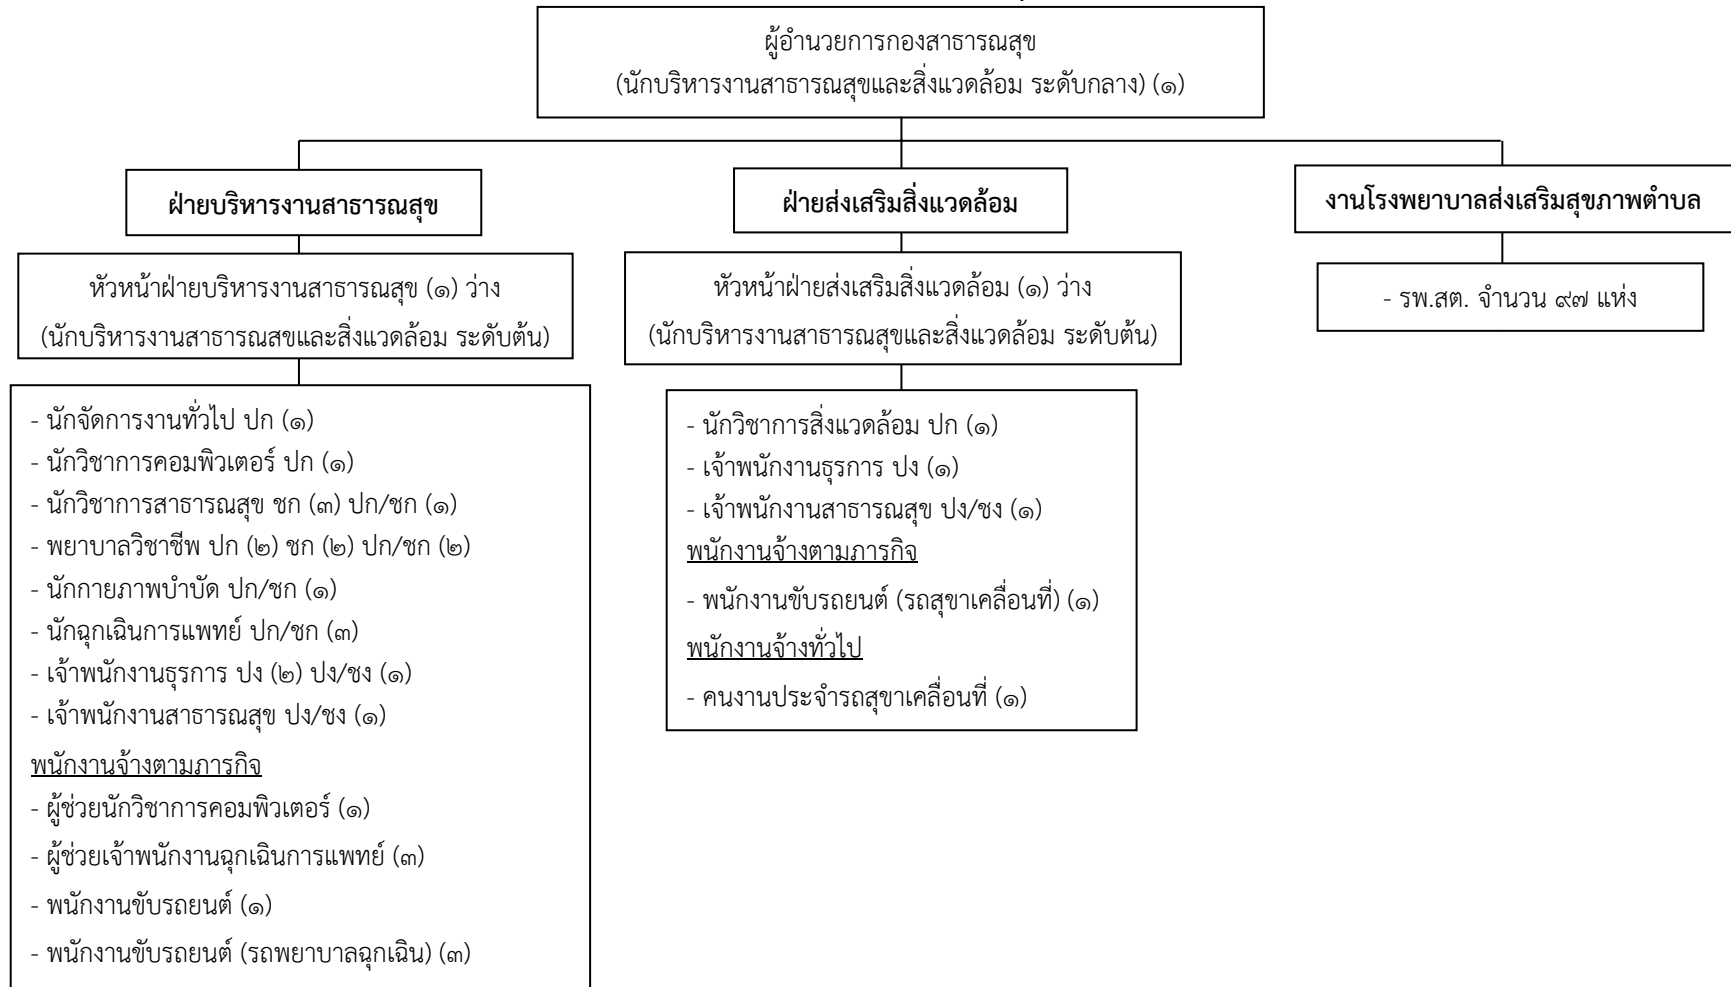 ผู้อำนวยการกองสาธารณสุข
(นักบริหารงานสาธารณสุขและสิ่งแวดล้อม ระดับกลาง) (๑)
ฝ่ายบริหารงานสาธารณสุข
หัวหน้าฝ่ายบริหารงานสาธารณสุข (๑) ว่าง
(นักบริหารงานสาธารณสขและสิ่งแวดล้อม ระดับต้น)
- นักจัดการงานทั่วไป ปก (๑)
- นักวิชาการคอมพิวเตอร์ ปก (๑)
- นักวิชาการสาธารณสุข ชก (๓) ปก/ชก (๑)
- พยาบาลวิชาชีพ ปก (๒) ชก (๒) ปก/ชก (๒)
- นักกายภาพบำบัด ปก/ชก (๑)
- นักฉุกเฉินการแพทย์ ปก/ชก (๓)
- เจ้าพนักงานธุรการ ปง (๒) ปง/ชง (๑)
- เจ้าพนักงานสาธารณสุข ปง/ชง (๑)
พนักงานจ้างตามภารกิจ
- ผู้ช่วยนักวิชาการคอมพิวเตอร์ (๑)
- ผู้ช่วยเจ้าพนักงานฉุกเฉินการแพทย์ (๓)
- พนักงานขับรถยนต์ (๑)
- พนักงานขับรถยนต์ (รถพยาบาลฉุกเฉิน) (๓)
ฝ่ายส่งเสริมสิ่งแวดล้อม
หัวหน้าฝ่ายส่งเสริมสิ่งแวดล้อม (๑) ว่าง
(นักบริหารงานสาธารณสุขและสิ่งแวดล้อม ระดับต้น)
- นักวิชาการสิ่งแวดล้อม ปก (๑)
- เจ้าพนักงานธุรการ ปง (๑)
- เจ้าพนักงานสาธารณสุข ปง/ชง (๑)
พนักงานจ้างตามภารกิจ
- พนักงานขับรถยนต์ (รถสุขาเคลื่อนที่) (๑)
พนักงานจ้างทั่วไป
- คนงานประจำรถสุขาเคลื่อนที่ (๑)
งานโรงพยาบาลส่งเสริมสุขภาพตำบล
- รพ.สต. จำนวน ๙๗ แห่ง